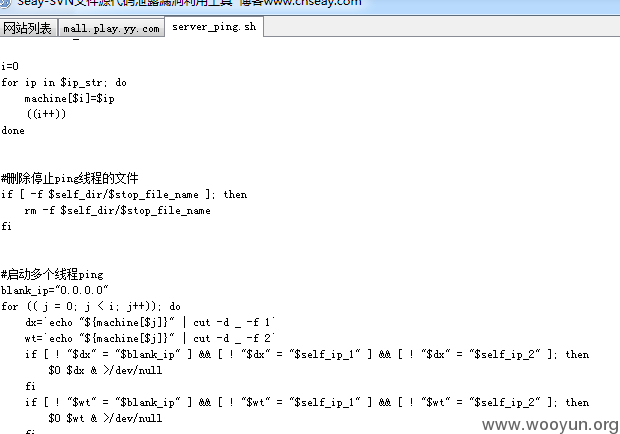 Seay-SVN文件源代码泄露漏洞利用工具 博客www.cnseay.com
网站列表 mall.play.yy.com server_ping.sh
i=0
for ip in $ip_str; do
machine[$i]=$ip
((i++))
done
#删除停止ping线程的文件
if [ -f $self_dir/$stop_file_name ]; then
rm -f $self_dir/$stop_file_name
fi
#启动多个线程ping
blank_ip="0.0.0.0"
for (( j = 0; j < i; j++)); do
dx=`echo "${machine[$j]}" | cut -d _ -f 1`
wt=`echo "${machine[$j]}" | cut -d _ -f 2`
if [ ! "$dx" = "$blank_ip" ] && [ ! "$dx" = "$self_ip_1" ] && [ ! "$dx" = "$self_ip_2" ]; then
$0 $dx & >/dev/null
fi
if [ ! "$wt" = "$blank_ip" ] && [ ! "$wt" = "$self_ip_1" ] && [ ! "$wt" = "$self_ip_2" ]; then
$0 $wt & >/dev/null
fi
www.wooyun.org